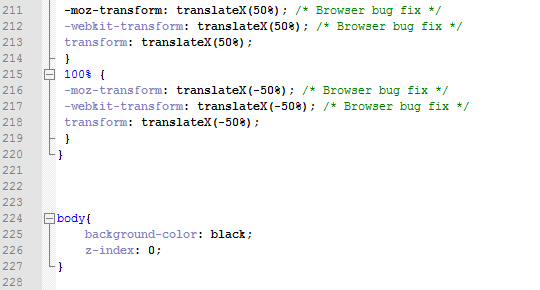 211 -moz-transform: translateX(50%); /* Browser bug fix */
212 -webkit-transform: translateX(50%); /* Browser bug fix */
213 transform: translateX(50%);
214 }
215 100% {
216 -moz-transform: translateX(-50%); /* Browser bug fix */
217 -webkit-transform: translateX(-50%); /* Browser bug fix */
218 transform: translateX(-50%);
219 }
220 }
221
222
223
224 body{
225 background-color: black;
226 z-index: 0;
227 }
228